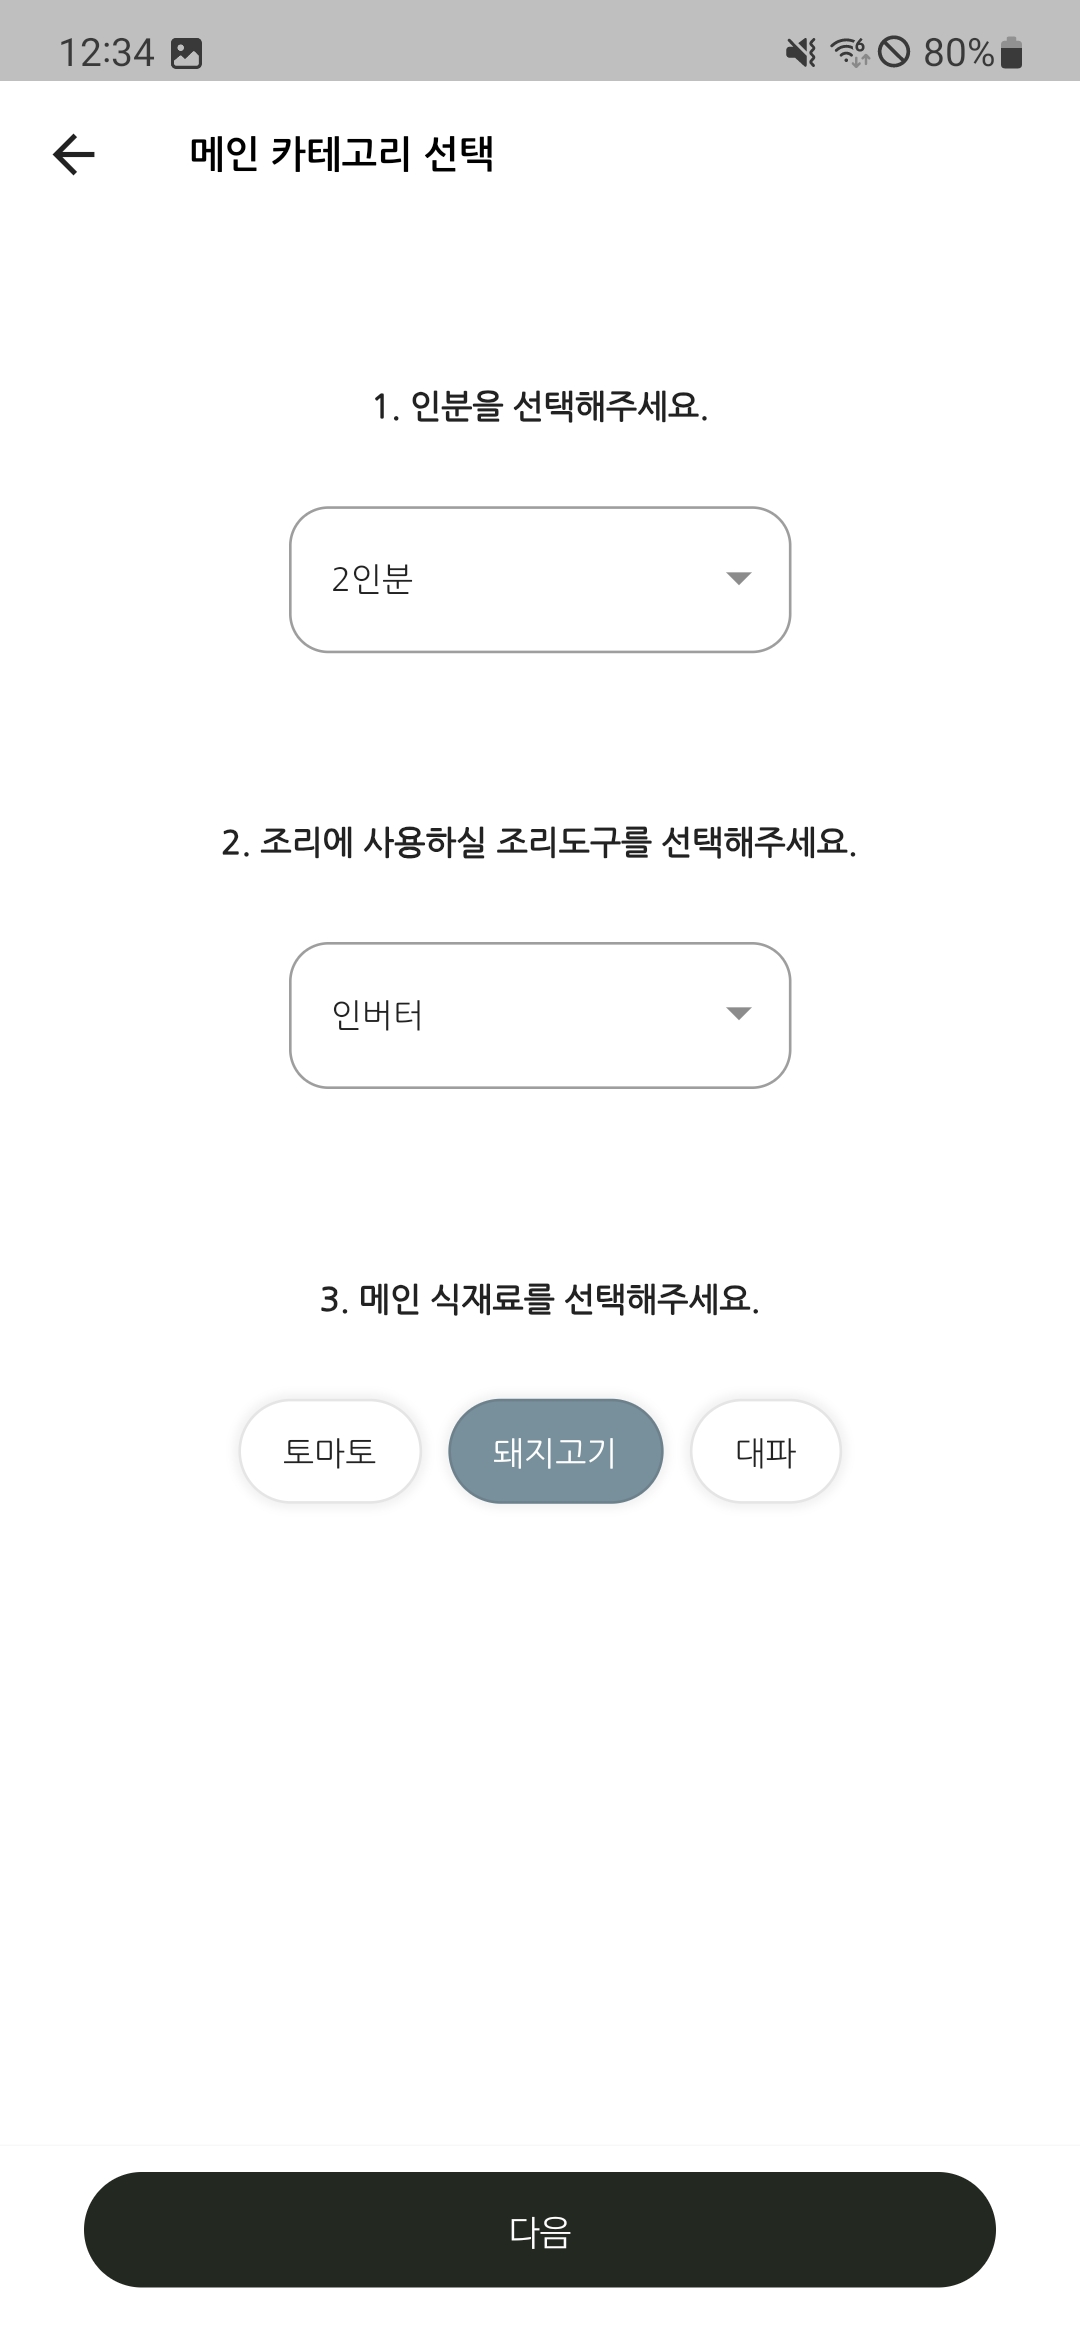 12:34 80%
메인 카테고리 선택
1. 인분을 선택해주세요.
2인분
2. 조리에 사용하실 조리도구를 선택해주세요.
인버터
3. 메인 식재료를 선택해주세요.
토마토 돼지고기 대파
다음